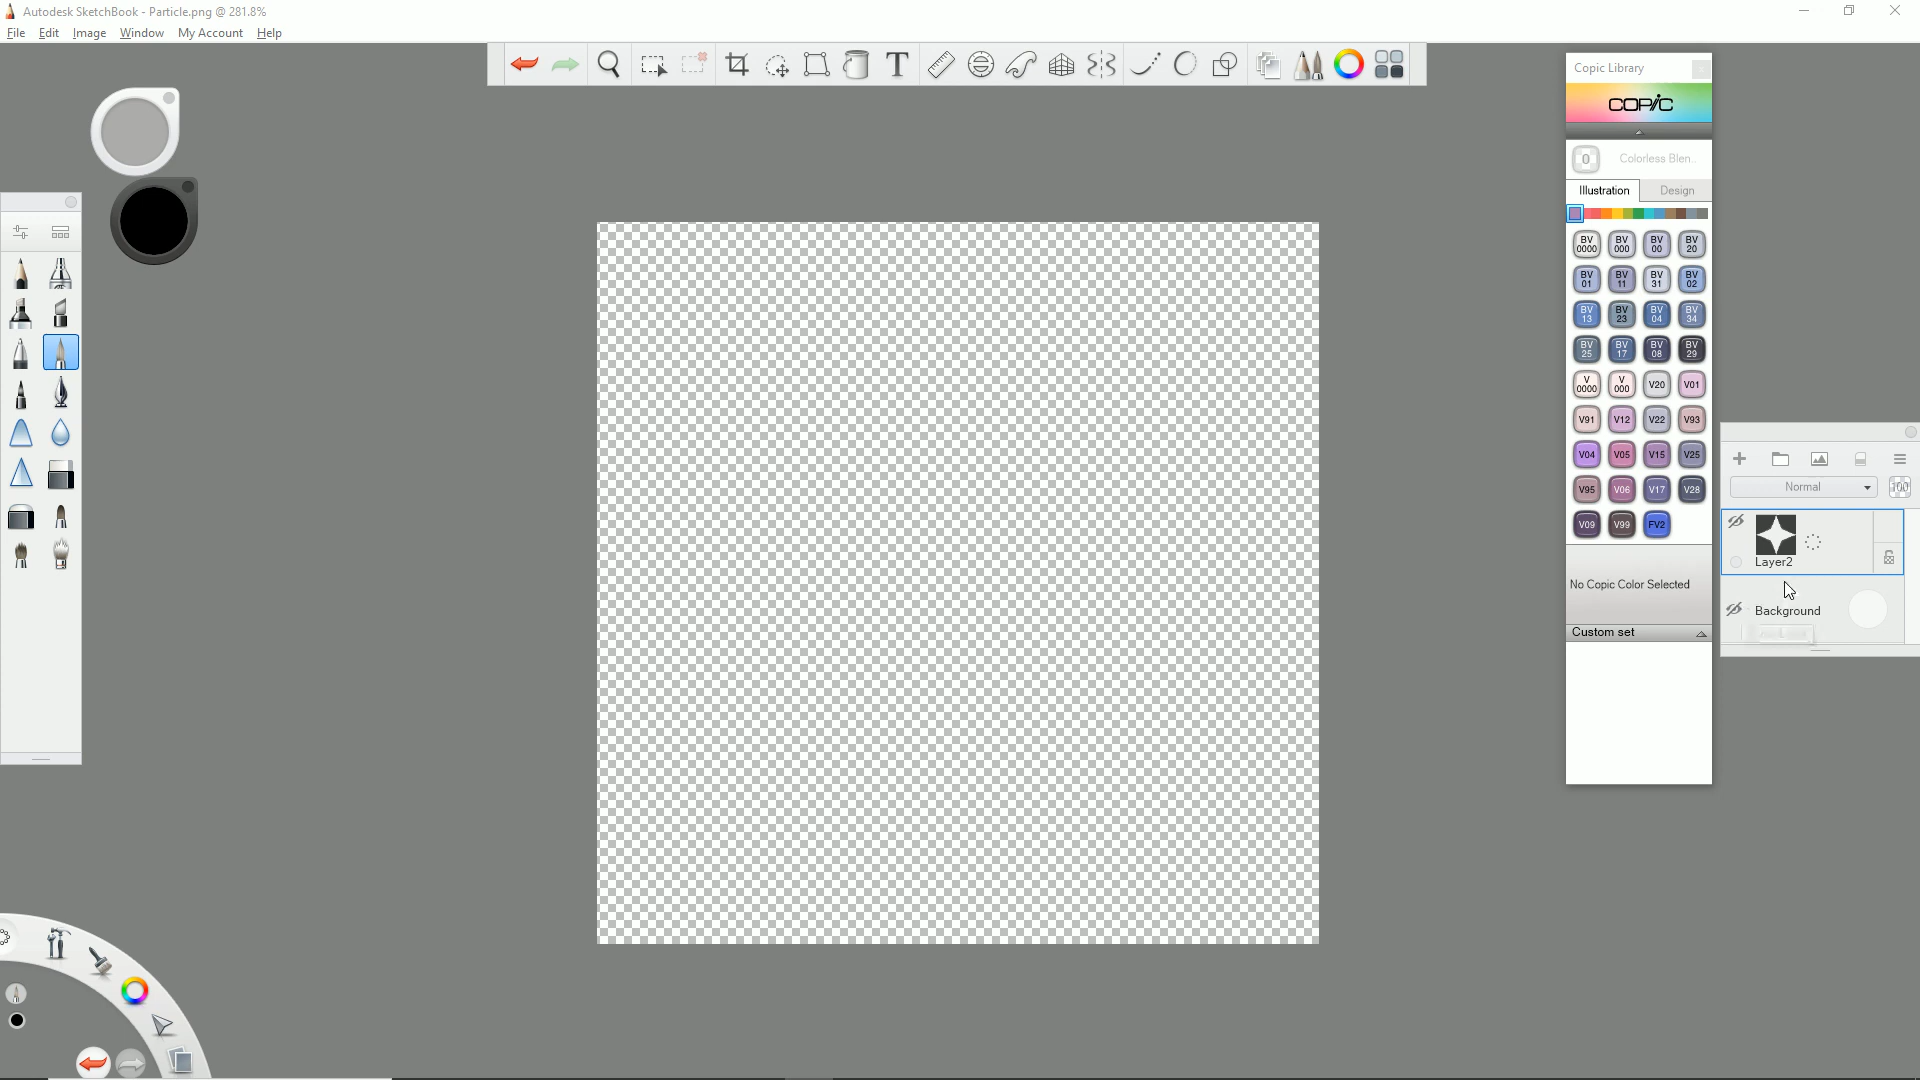 Autodesk SketchBook - Particle.png @ 281.8%
File Edit Image Window My Account Help
T
Copic Library
COPIC
0 Colorless Blen..
Illustration Design
BV 0000 BV 000 BV 00 BV 20
BV 01 BV 11 BV 31 BV 02
BV 13 BV 23 BV 04 BV 34
BV 25 BV 17 BV 08 BV 29
V 0000 V 000 V20 V01
V91 V12 V22 V93
V04 V05 V15 V25
V95 V06 V17 V28
V09 V99 FV2
No Copic Color Selected
Custom set
Normal 100
Layer2
Background